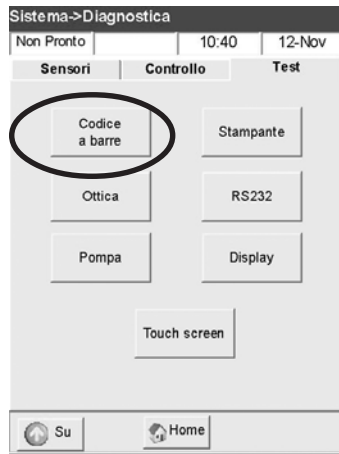 Sistema->Diagnostica
Non Pronto 10:40 12-Nov
Sensori Controllo Test
Codice
a barre
Stampante
Ottica
RS232
Pompa
Display
Touch screen
Su
Home